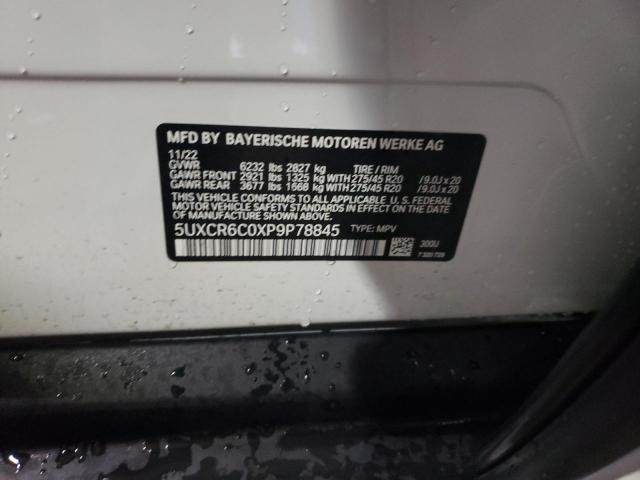 MFD BY BAYERISCHE MOTOREN WERKE AG
11/22
GVWR 6232 lbs 2827 kg TIRE / RIM
GAWR FRONT 2921 lbs 1325 kg WITH 275/45 R20 /9.0J x 20
GAWR REAR 3677 lbs 1668 kg WITH 275/45 R20 /9.0J x 20
THIS VEHICLE CONFORMS TO ALL APPLICABLE U. S. FEDERAL
MOTOR VEHICLE SAFETY STANDARDS IN EFFECT ON THE
DATE OF MANUFACTURE SHOWN ABOVE.
5UXCR6C0XP9P78845 TYPE: MPV
300U